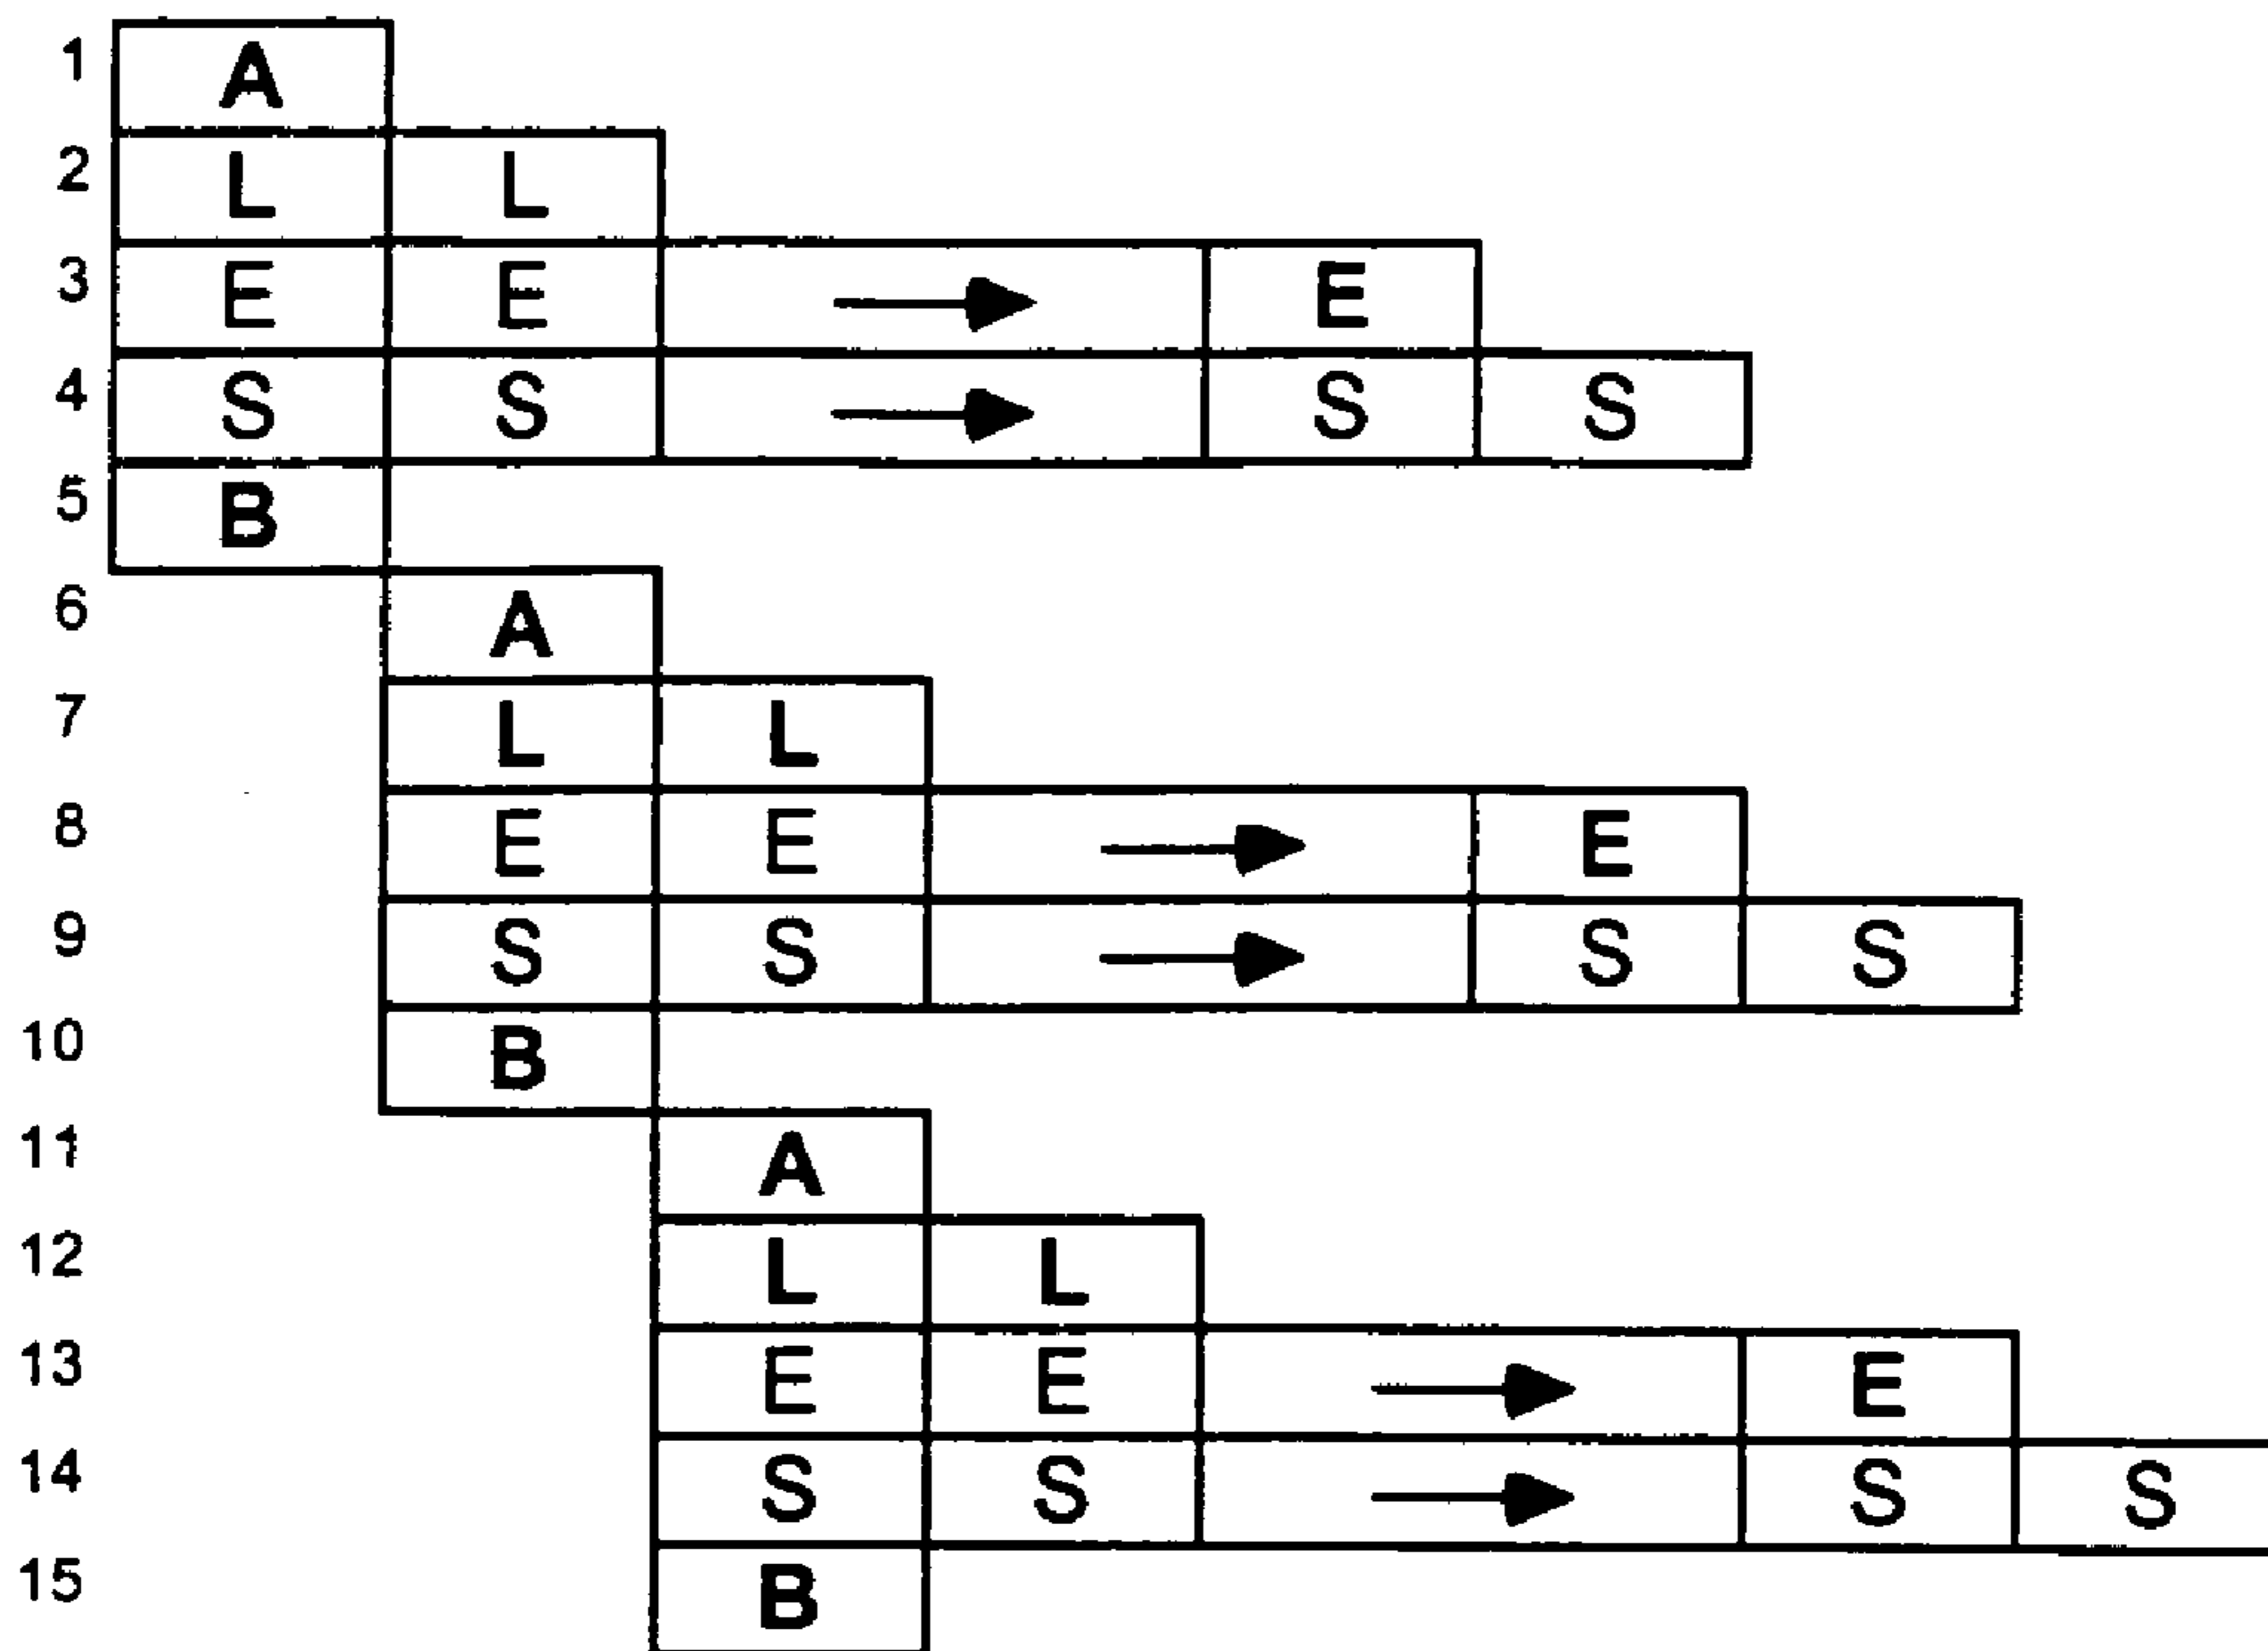 1 A
2 L L
3 E E E
4 S S S S
5 B
6 A
7 L L
8 E E E
9 S S S S
10 B
11 A
12 L L
13 E E E
14 S S S S
15 B